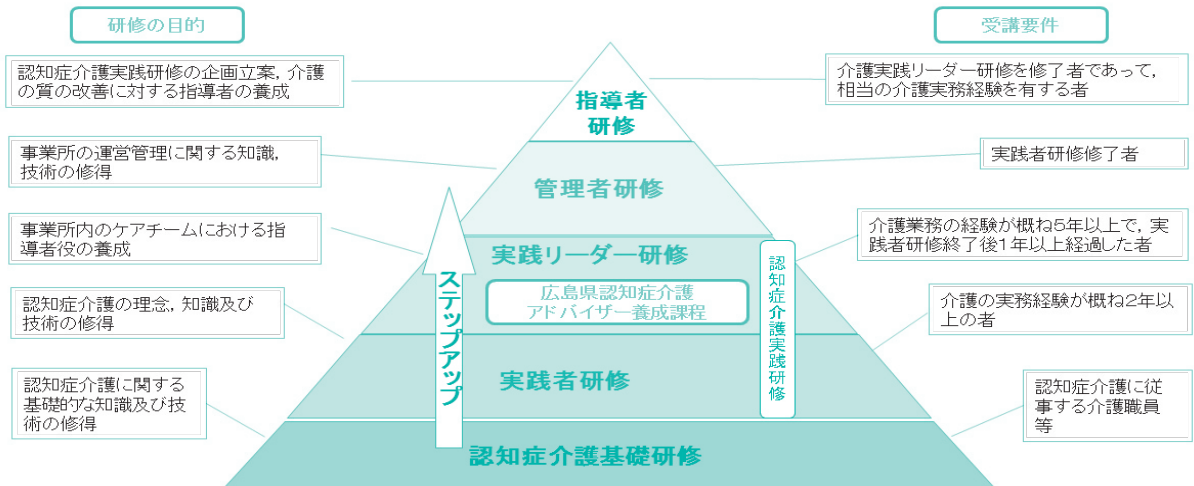 研修の目的
受講要件
認知症介護実践研修の企画立案，介護
の質の改善に対する指導者の養成
指導者
研修
介護実践リーダー研修を修了者であって，
相当の介護実務経験を有する者
事業所の運営管理に関する知識，
技術の修得
管理者研修
実践者研修修了者
事業所内のケアチームにおける指
導者役の養成
実践リーダー研修
広島県認知症介護
アドバイザー養成課程
介護業務の経験が概ね5年以上で，実
践者研修終了後1年以上経過した者
認知症介護の理念，知識及び
技術の修得
実践者研修
介護の実務経験が概ね2年以
上の者
ステップアップ
認知症介護実践研修
認知症介護に関する
基礎的な知識及び技
術の修得
認知症介護基礎研修
認知症介護に従
事する介護職員
等